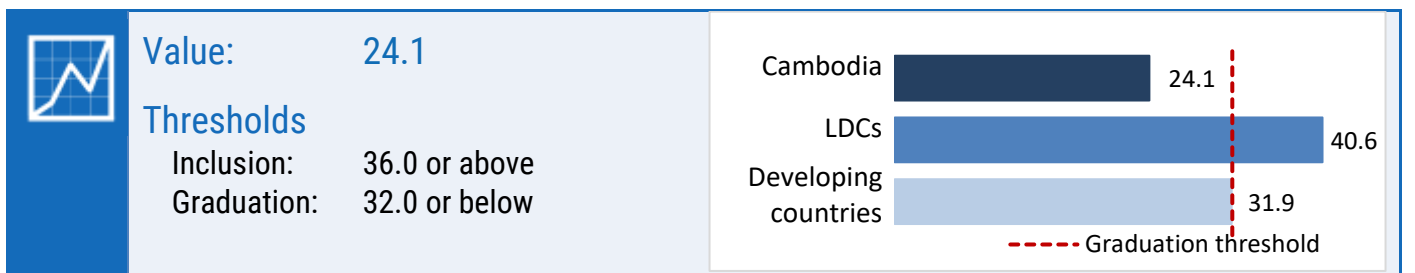 Value: 24.1
Thresholds
Inclusion: 36.0 or above
Graduation: 32.0 or below
Cambodia 24.1
LDCs 40.6
Developing
countries 31.9
Graduation threshold